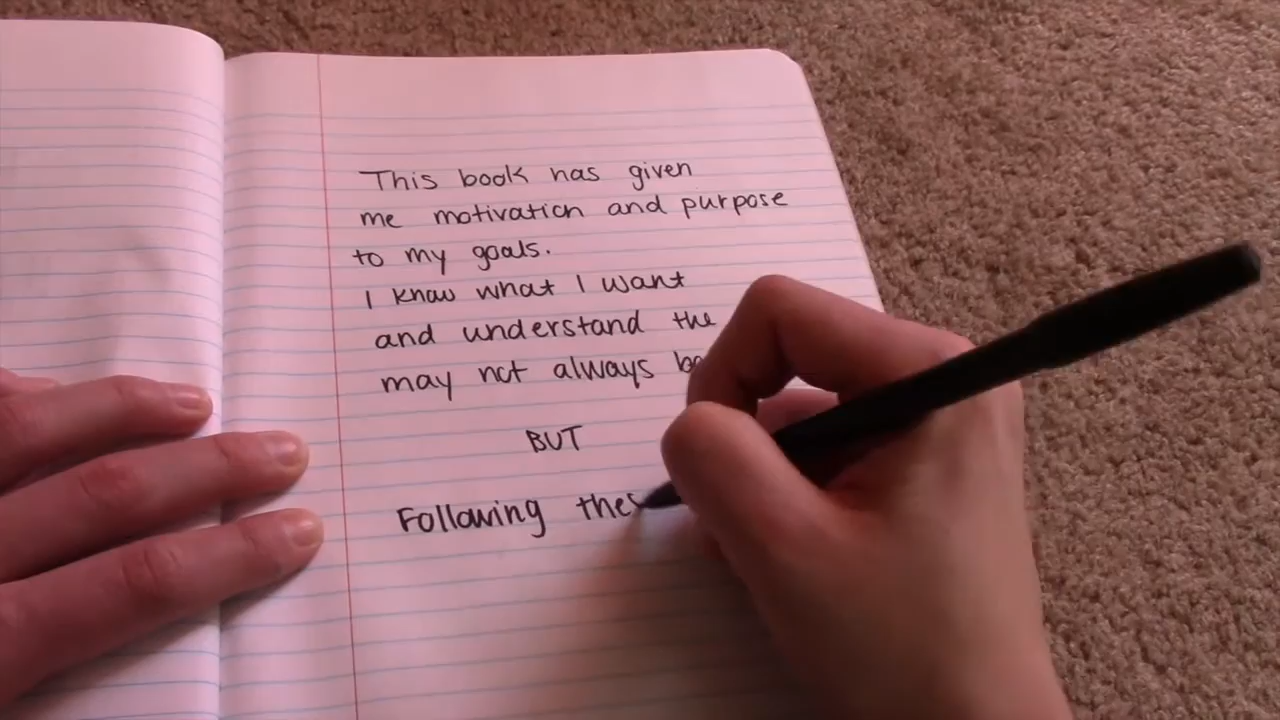 This book has given
me motivation and purpose
to my goals.
I know what I want
and understand the
may not always
BUT
Following